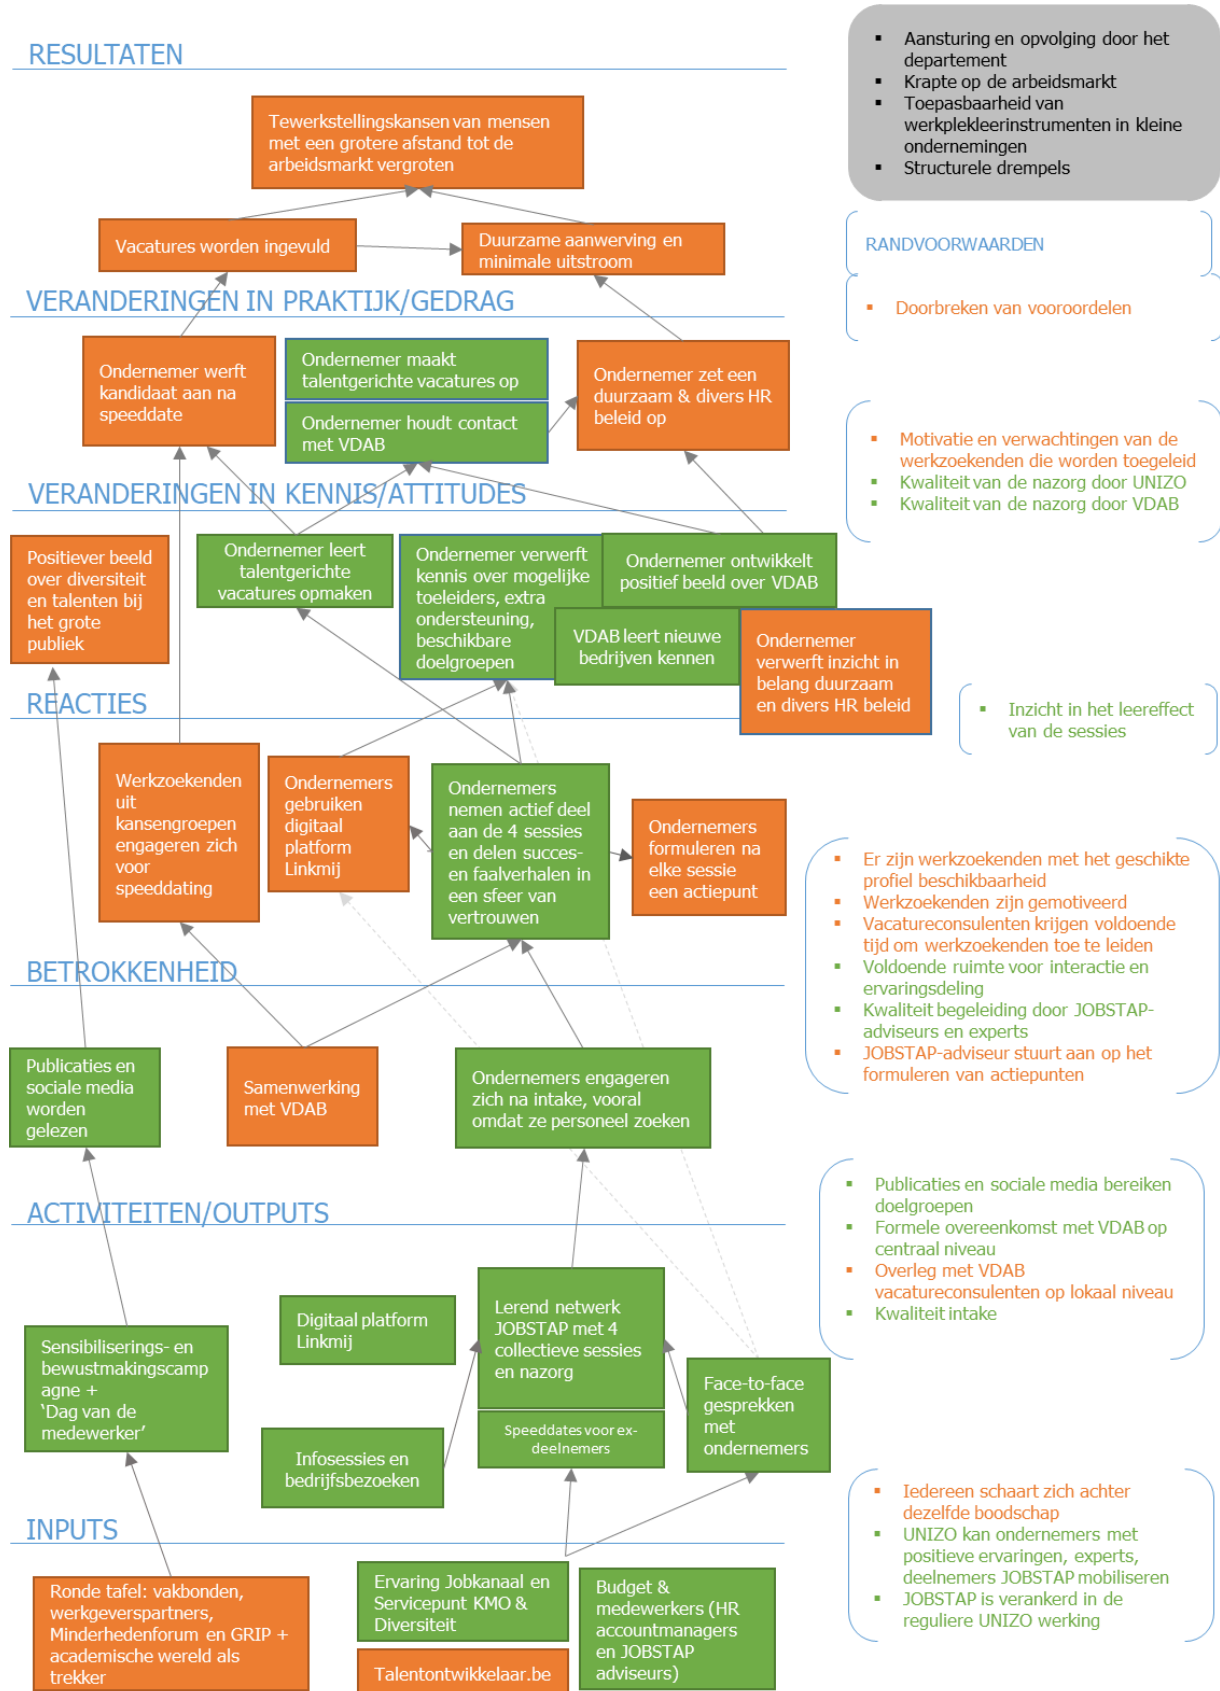 RESULTATEN
Tewerkstellingskansen van mensen
met een grotere afstand tot de
arbeidsmarkt vergroten
Vacatures worden ingevuld
Duurzame aanwerving en
minimale uitstroom
▪ Aansturing en opvolging door het
departement
▪ Krapte op de arbeidsmarkt
▪ Toepasbaarheid van
werkplekleerinstrumenten in kleine
ondernemingen
▪ Structurele drempels
RANDVOORWAARDEN
VERANDERINGEN IN PRAKTIJK/GEDRAG
▪ Doorbreken van vooroordelen
Ondernemer werft
kandidaat aan na
speeddate
Ondernemer maakt
talentgerichte vacatures op
Ondernemer houdt contact
met VDAB
Ondernemer zet een
duurzaam & divers HR
beleid op
▪ Motivatie en verwachtingen van de
werkzoekenden die worden toegeleid
▪ Kwaliteit van de nazorg door UNIZO
▪ Kwaliteit van de nazorg door VDAB
VERANDERINGEN IN KENNIS/ATTITUDES
Positiever beeld
over diversiteit
en talenten bij
het grote
publiek
Ondernemer leert
talentgerichte
vacatures opmaken
Ondernemer verwerft
kennis over mogelijke
toeleiders, extra
ondersteuning,
beschikbare
doelgroepen
Ondernemer ontwikkelt
positief beeld over VDAB
VDAB leert nieuwe
bedrijven kennen
Ondernemer
verwerft inzicht in
belang duurzaam
en divers HR beleid
REACTIES
▪ Inzicht in het leereffect
van de sessies
Werkzoekenden
uit
kansengroepen
engageren zich
voor
speeddating
Ondernemers
gebruiken
digitaal
platform
Linkmij
Ondernemers
nemen actief deel
aan de 4 sessies
en delen succes-
en faalverhalen in
een sfeer van
vertrouwen
Ondernemers
formuleren na
elke sessie
een actiepunt
▪ Er zijn werkzoekenden met het geschikte
profiel beschikbaarheid
▪ Werkzoekenden zijn gemotiveerd
▪ Vacatureconsulenten krijgen voldoende
tijd om werkzoekenden toe te leiden
▪ Voldoende ruimte voor interactie en
ervaringsdeling
▪ Kwaliteit begeleiding door JOBSTAP-
adviseurs en experts
▪ JOBSTAP-adviseur stuurt aan op het
formuleren van actiepunten
BETROKKENHEID
Publicaties en
sociale media
worden
gelezen
Samenwerking
met VDAB
Ondernemers engageren
zich na intake, vooral
omdat ze personeel zoeken
▪ Publicaties en sociale media bereiken
doelgroepen
▪ Formele overeenkomst met VDAB op
centraal niveau
▪ Overleg met VDAB
vacatureconsulenten op lokaal niveau
▪ Kwaliteit intake
ACTIVITEITEN/OUTPUTS
Sensibiliserings- en
bewustmakingscamp
agne +
‘Dag van de
medewerker’
Digitaal platform
Linkmij
Infosessies en
bedrijfsbezoeken
Lerend netwerk
JOBSTAP met 4
collectieve sessies
en nazorg
Speeddates voor ex-
deelnemers
Face-to-face
gesprekken
met
ondernemers
▪ Iedereen schaart zich achter
dezelfde boodschap
▪ UNIZO kan ondernemers met
positieve ervaringen, experts,
deelnemers JOBSTAP mobiliseren
▪ JOBSTAP is verankerd in de
reguliere UNIZO werking
INPUTS
Ronde tafel: vakbonden,
werkgeverspartners,
Minderhedenforum en GRIP +
academische wereld als
trekker
Ervaring Jobkanaal en
Servicepunt KMO &
Diversiteit
Talentontwikkelaar.be
Budget &
medewerkers (HR
accountmanagers
en JOBSTAP
adviseurs)